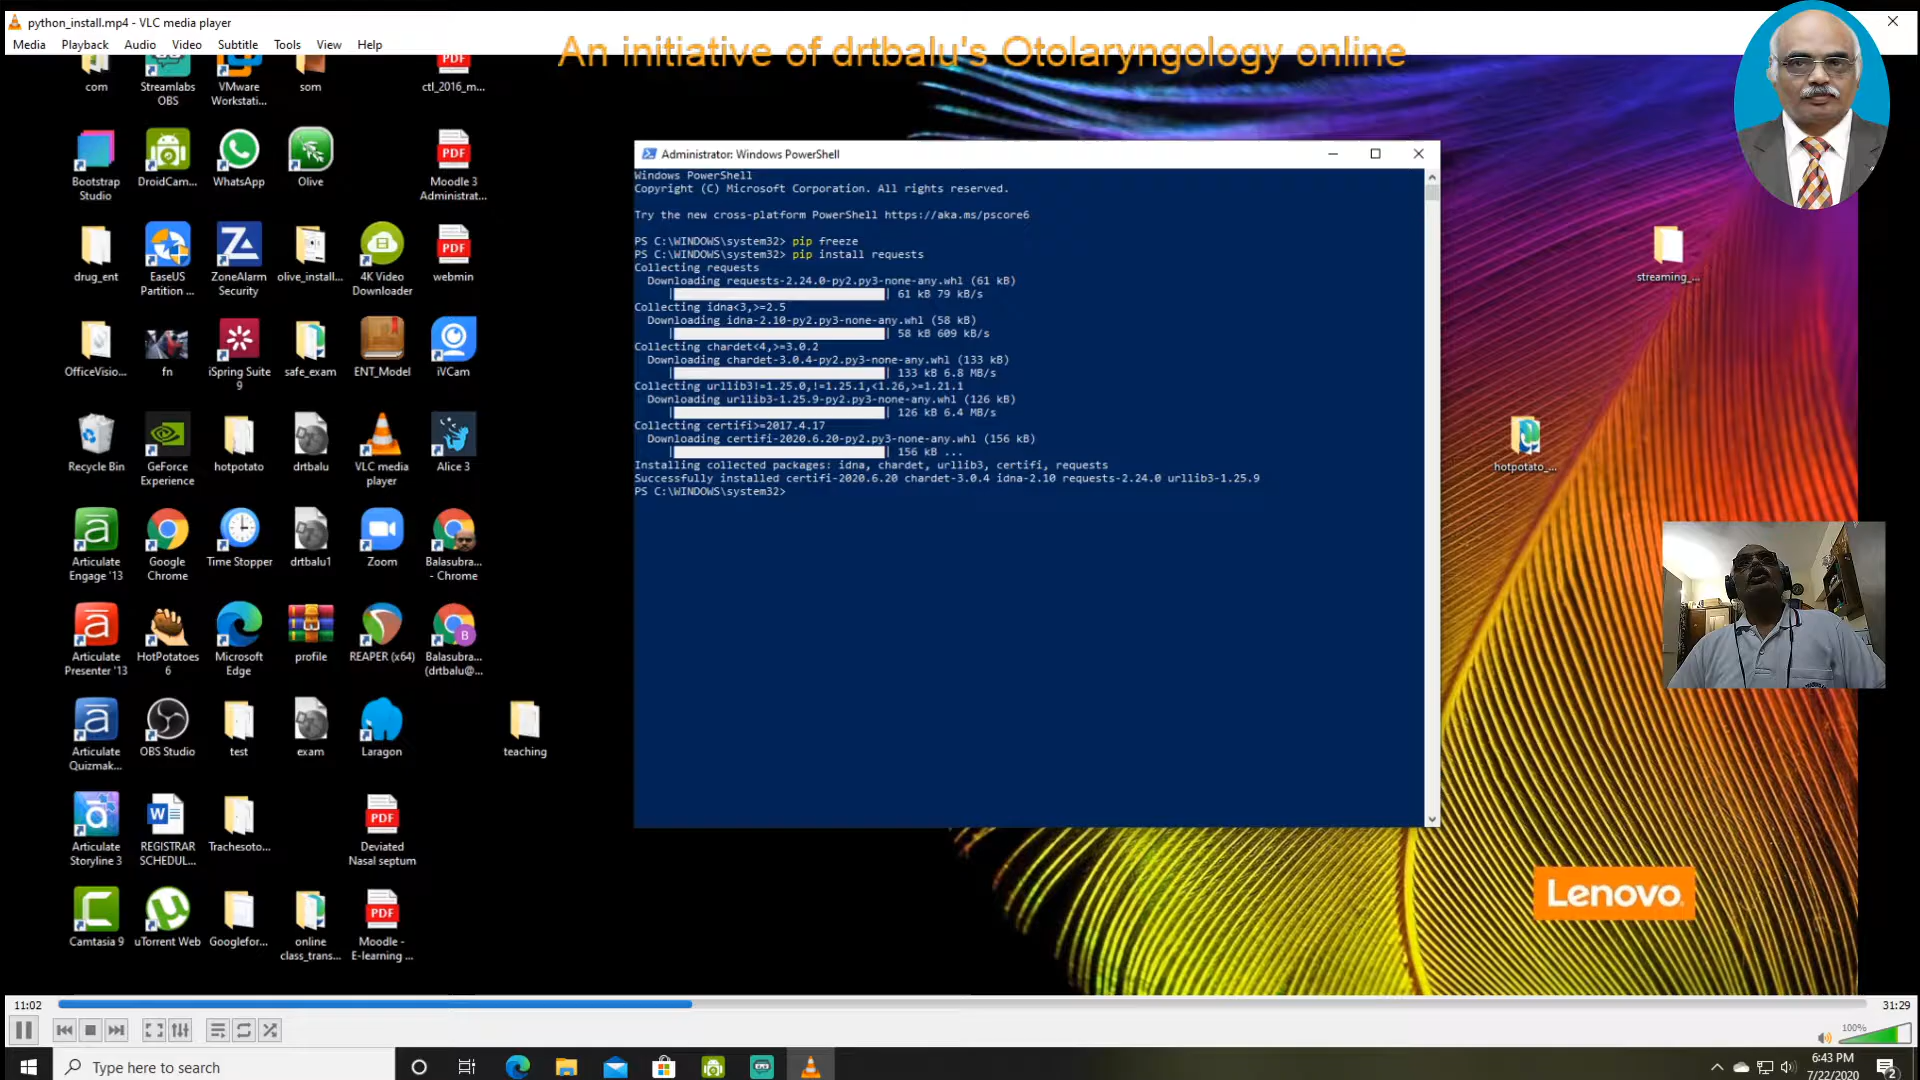 python_install.mp4 - VLC media player
Media Playback Audio Video Subtitle Tools View Help
An initiative of drtbalu's Otolaryngology online
com
Streamlabs OBS
VMware Workstati...
som
PDF
ctl_2016_m...
Bootstrap Studio
DroidCam...
WhatsApp
Olive
PDF
Moodle 3 Administrat...
drug_ent
EaseUS Partition ...
ZoneAlarm Security
olive_install...
4K Video Downloader
PDF
webmin
OfficeVisio...
fn
iSpring Suite 9
safe_exam
ENT_Model
iVCam
Recycle Bin
GeForce Experience
hotpotato
drtbalu
VLC media player
Alice 3
Articulate Engage '13
Google Chrome
Time Stopper
drtbalu1
Zoom
Balasubra... - Chrome
Articulate Presenter '13
HotPotatoes 6
Microsoft Edge
profile
REAPER (x64)
B
Balasubra... (drtbalu@...
Articulate Quizmak...
OBS Studio
test
exam
Laragon
teaching
Articulate Storyline 3
REGISTRAR SCHEDUL...
Trachesoto...
PDF
Deviated Nasal septum
Camtasia 9
uTorrent Web
Googlefor...
online class_trans...
PDF
Moodle - E-learning ...
Administrator: Windows PowerShell
Windows PowerShell
Copyright (C) Microsoft Corporation. All rights reserved.
Try the new cross-platform PowerShell https://aka.ms/pscore6
PS C:\WINDOWS\system32> pip freeze
PS C:\WINDOWS\system32> pip install requests
Collecting requests
Downloading requests-2.24.0-py2.py3-none-any.whl (61 kB)
| | 61 kB 79 kB/s
Collecting idna<3,>=2.5
Downloading idna-2.10-py2.py3-none-any.whl (58 kB)
| | 58 kB 609 kB/s
Collecting chardet<4,>=3.0.2
Downloading chardet-3.0.4-py2.py3-none-any.whl (133 kB)
| | 133 kB 6.8 MB/s
Collecting urllib3!=1.25.0,!=1.25.1,<1.26,>=1.21.1
Downloading urllib3-1.25.9-py2.py3-none-any.whl (126 kB)
| | 126 kB 6.4 MB/s
Collecting certifi>=2017.4.17
Downloading certifi-2020.6.20-py2.py3-none-any.whl (156 kB)
| | 156 kB ...
Installing collected packages: idna, chardet, urllib3, certifi, requests
Successfully installed certifi-2020.6.20 chardet-3.0.4 idna-2.10 requests-2.24.0 urllib3-1.25.9
PS C:\WINDOWS\system32>
streaming_...
hotpotato_...
Lenovo
11:02
31:29
100%
Type here to search
6:43 PM
7/22/2020
2